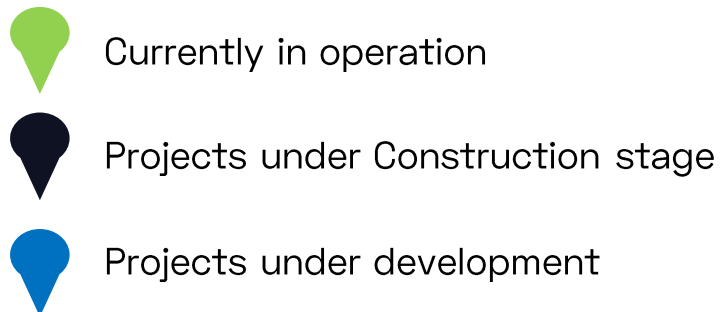 Currently in operation
Projects under Construction stage
Projects under development